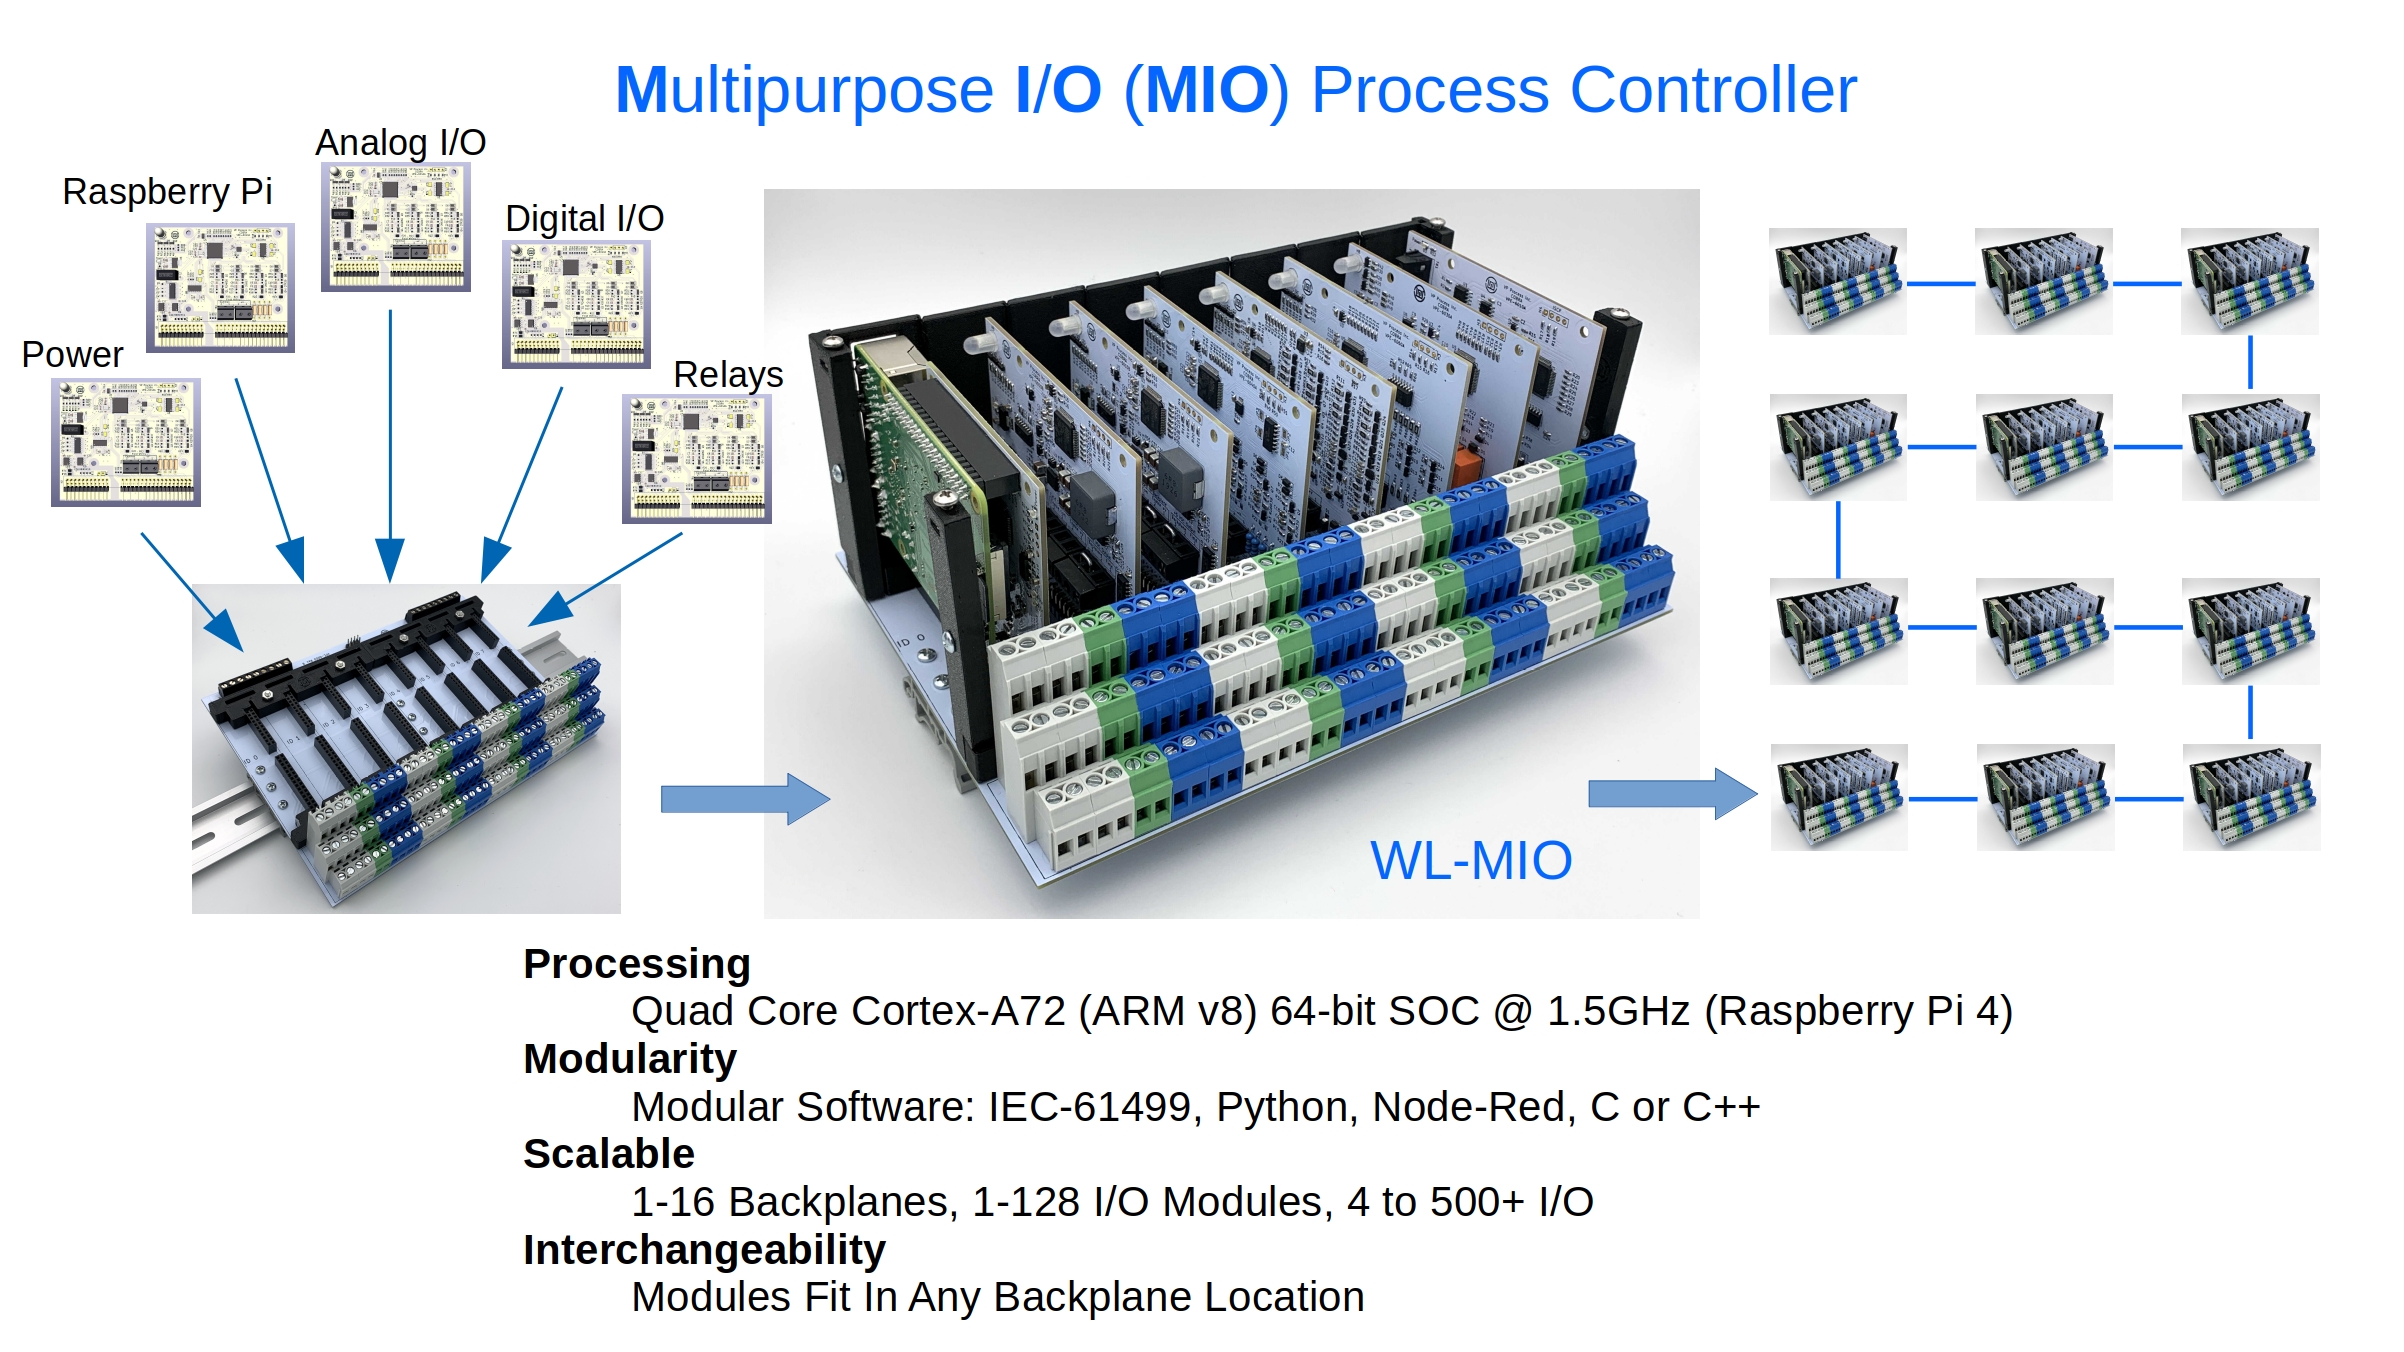 Multipurpose I/O (MIO) Process Controller
Analog I/O
Raspberry Pi
Digital I/O
Power
Relays
ID 0
WL-MIO
Processing
Quad Core Cortex-A72 (ARM v8) 64-bit SOC @ 1.5GHz (Raspberry Pi 4)
Modularity
Modular Software: IEC-61499, Python, Node-Red, C or C++
Scalable
1-16 Backplanes, 1-128 I/O Modules, 4 to 500+ I/O
Interchangeability
Modules Fit In Any Backplane Location